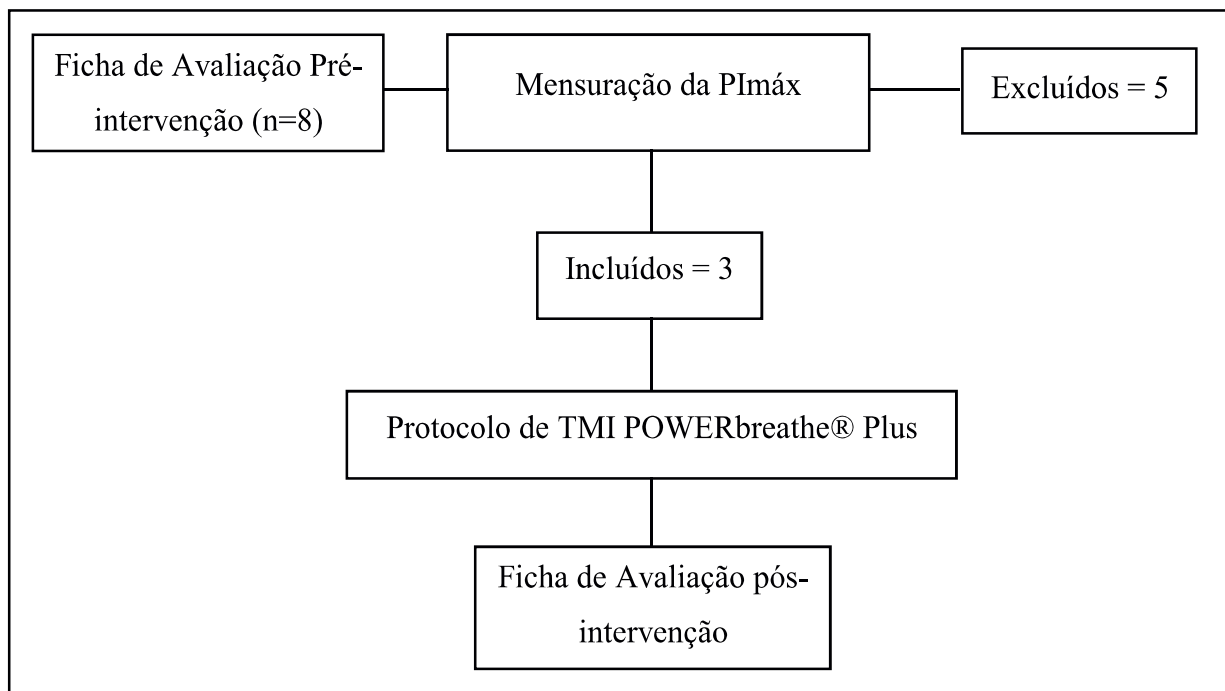 Ficha de Avaliação Pré-
intervenção (n=8)
Mensuração da PImáx
Excluídos = 5
Incluídos = 3
Protocolo de TMI POWERbreathe® Plus
Ficha de Avaliação pós-
intervenção